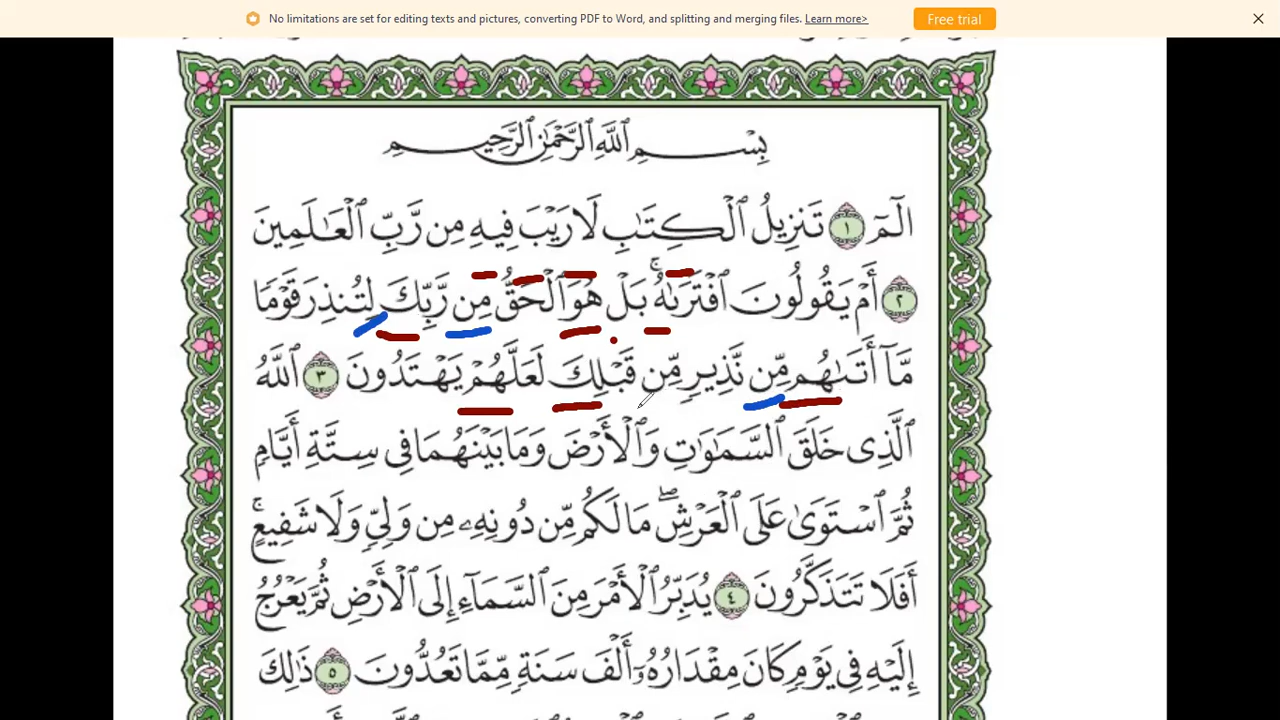 No limitations are set for editing texts and pictures, converting PDF to Word, and splitting and merging files. Learn more>
Free trial
بِسْمِ ٱللَّهِ ٱلرَّحْمَٰنِ ٱلرَّحِيمِ
الٓمٓ ١ تَنزِيلُ ٱلْكِتَٰبِ لَا رَيْبَ فِيهِ مِن رَّبِّ ٱلْعَٰلَمِينَ
٢ أَمْ يَقُولُونَ ٱفْتَرَىٰهُ ۚ بَلْ هُوَ ٱلْحَقُّ مِن رَّبِّكَ لِتُنذِرَ قَوْمًا
مَّآ أَتَىٰهُم مِّن نَّذِيرٍ مِّن قَبْلِكَ لَعَلَّهُمْ يَهْتَدُونَ ٣ ٱللَّهُ
ٱلَّذِى خَلَقَ ٱلسَّمَٰوَٰتِ وَٱلْأَرْضَ وَمَا بَيْنَهُمَا فِى سِتَّةِ أَيَّامٍ
ثُمَّ ٱسْتَوَىٰ عَلَى ٱلْعَرْشِ ۖ مَا لَكُم مِّن دُونِهِۦ مِن وَلِىٍّ وَلَا شَفِيعٍ ۚ
أَفَلَا تَتَذَكَّرُونَ ٤ يُدَبِّرُ ٱلْأَمْرَ مِنَ ٱلسَّمَآءِ إِلَى ٱلْأَرْضِ ثُمَّ يَعْرُجُ
إِلَيْهِ فِى يَوْمٍ كَانَ مِقْدَارُهُۥٓ أَلْفَ سَنَةٍ مِّمَّا تَعُدُّونَ ٥ ذَٰلِكَ